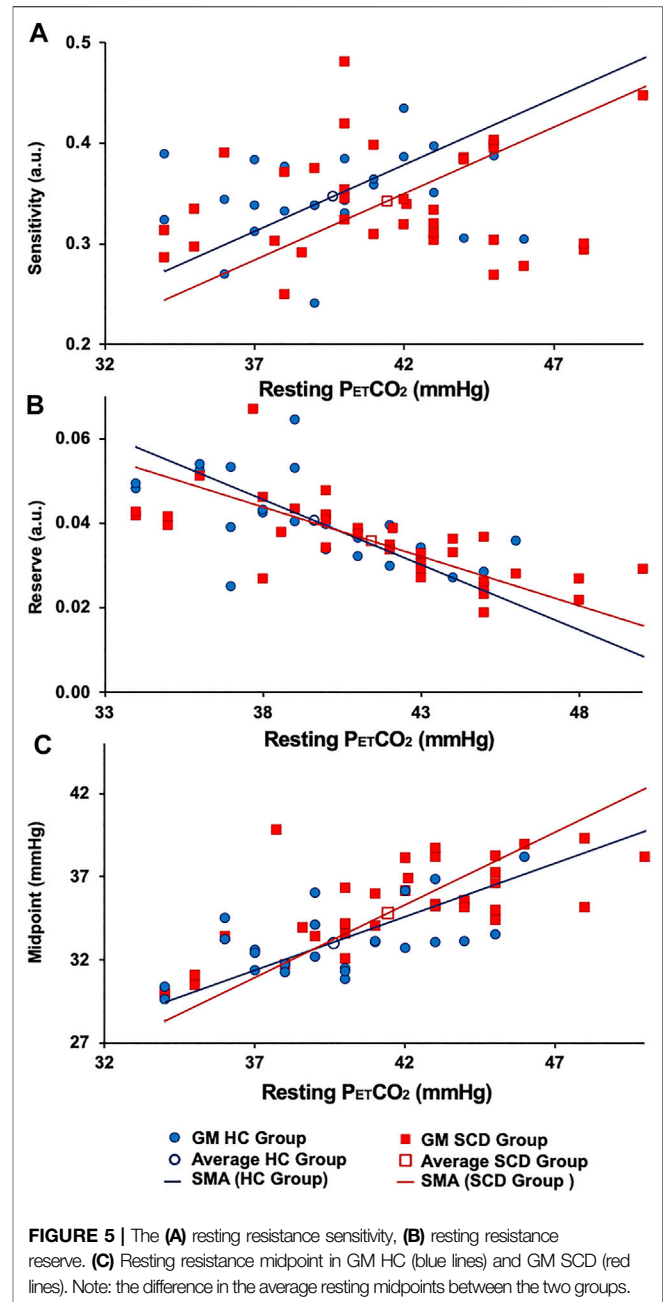 A
0.5
0.4
0.3
0.2
Sensitivity (a.u.)
32 37 42 47
Resting PETCO2 (mmHg)
B
0.06
0.04
0.02
0.00
Reserve (a.u.)
33 38 43 48
Resting PETCO2 (mmHg)
C
42
37
32
27
Midpoint (mmHg)
32 37 42 47
Resting PETCO2 (mmHg)
GM HC Group GM SCD Group
Average HC Group Average SCD Group
SMA (HC Group) SMA (SCD Group )
FIGURE 5 | The (A) resting resistance sensitivity, (B) resting resistance
reserve. (C) Resting resistance midpoint in GM HC (blue lines) and GM SCD (red
lines). Note: the difference in the average resting midpoints between the two groups.